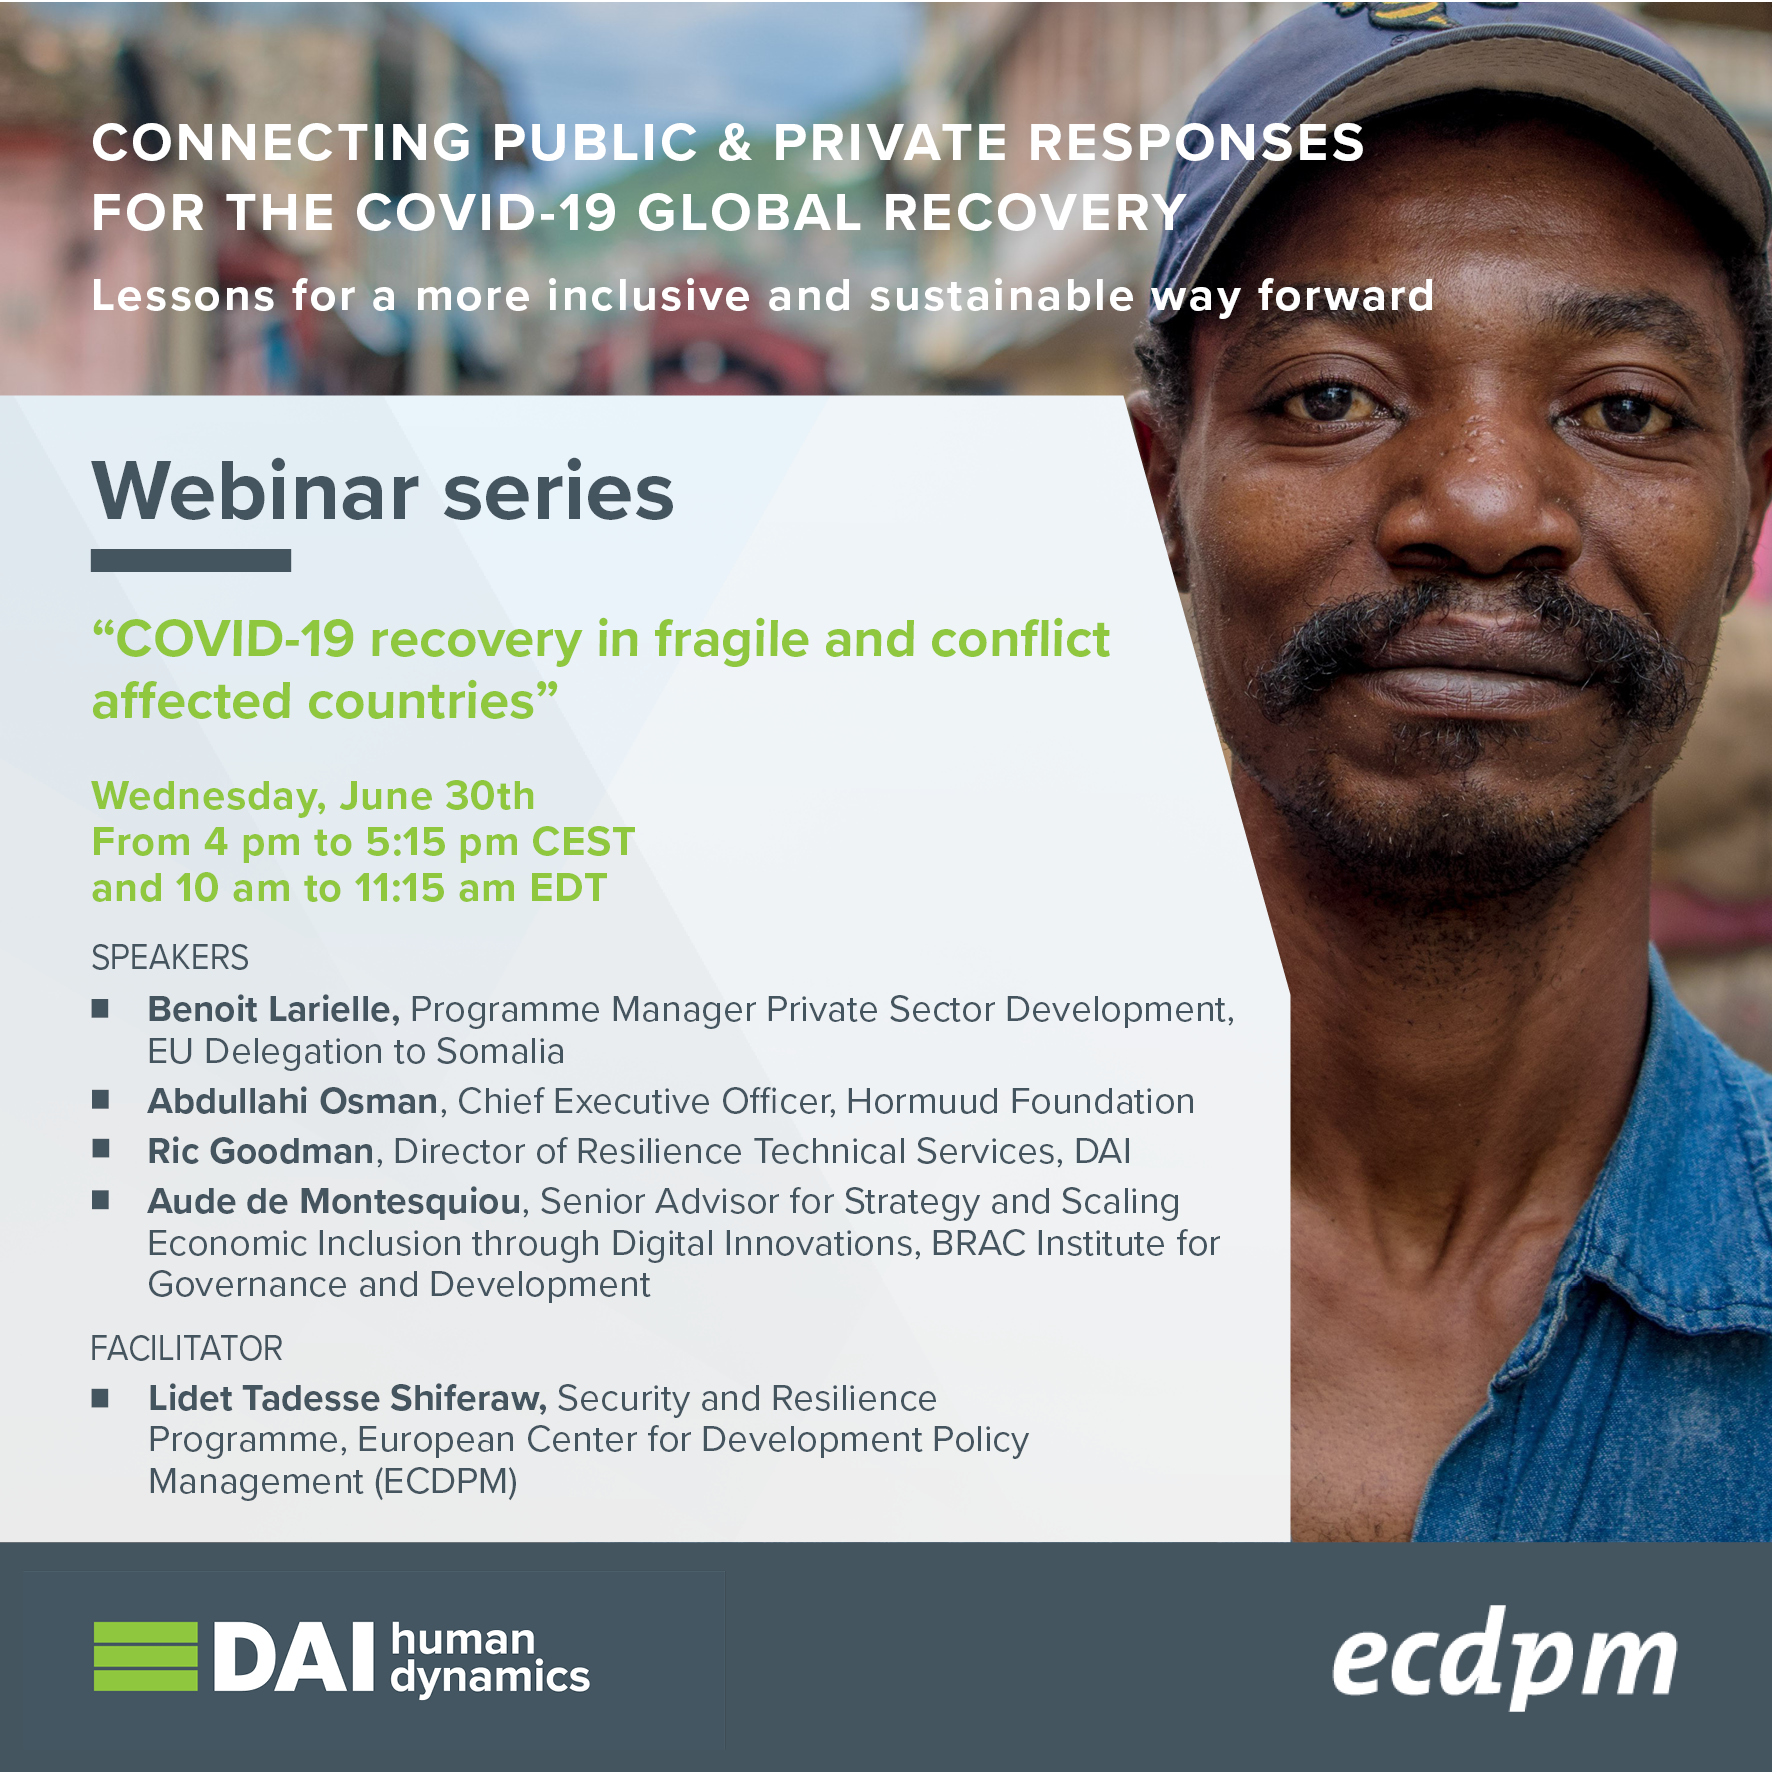 CONNECTING PUBLIC & PRIVATE RESPONSES
FOR THE COVID-19 GLOBAL RECOVERY
Lessons for a more inclusive and sustainable way forward
Webinar series
“COVID-19 recovery in fragile and conflict
affected countries”
Wednesday, June 30th
From 4 pm to 5:15 pm CEST
and 10 am to 11:15 am EDT
SPEAKERS
■ Benoit Larielle, Programme Manager Private Sector Development,
EU Delegation to Somalia
■ Abdullahi Osman, Chief Executive Officer, Hormuud Foundation
■ Ric Goodman, Director of Resilience Technical Services, DAI
■ Aude de Montesquiou, Senior Advisor for Strategy and Scaling
Economic Inclusion through Digital Innovations, BRAC Institute for
Governance and Development
FACILITATOR
■ Lidet Tadesse Shiferaw, Security and Resilience
Programme, European Center for Development Policy
Management (ECDPM)
DAI human
dynamics
ecdpm